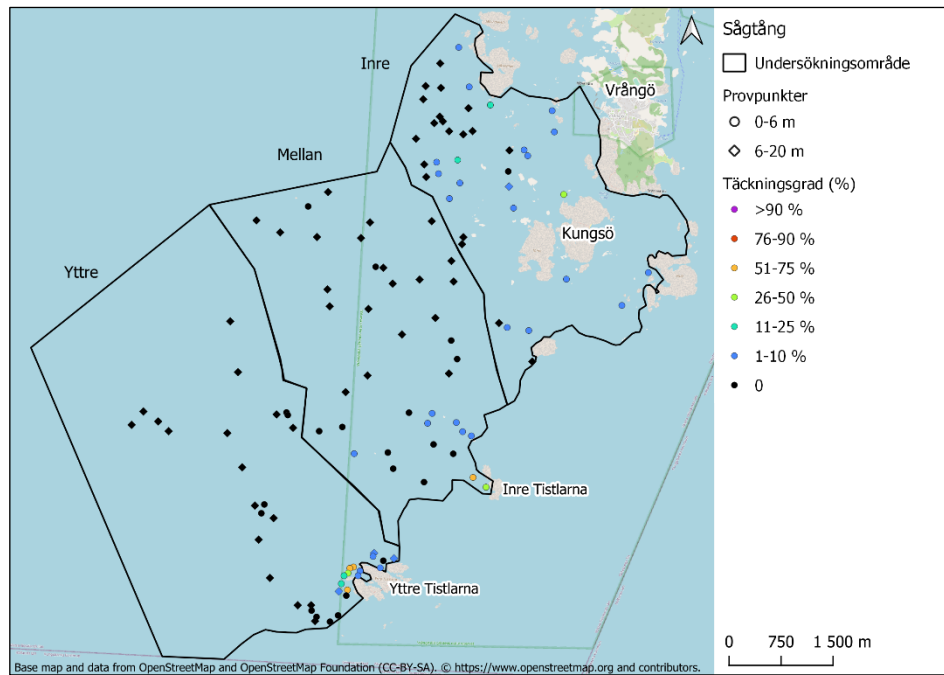 Inre
Mellan
Yttre
Vrångö
Kungsö
Inre Tistlarna
Yttre Tistlarna
Base map and data from OpenStreetMap and OpenStreetMap Foundation (CC-BY-SA). © https://www.openstreetmap.org and contributors.
Sågtång
Undersökningsområde
Provpunkter
0-6 m
6-20 m
Täckningsgrad (%)
>90 %
76-90 %
51-75 %
26-50 %
11-25 %
1-10 %
0
0 750 1 500 m